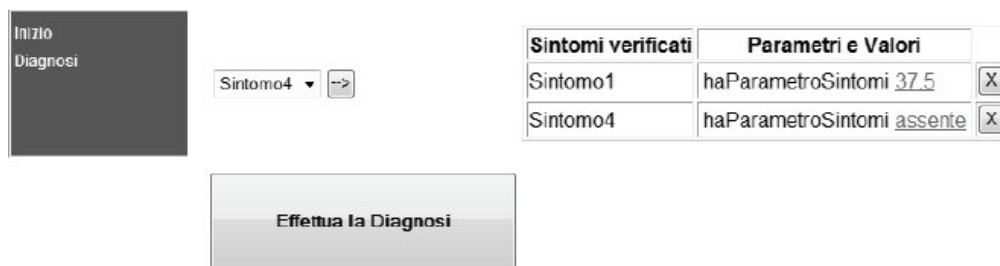 Inizio
Diagnosi
Sintomo4 -->
Sintomi verificati Parametri e Valori
Sintomo1 haParametroSintomi 37.5 X
Sintomo4 haParametroSintomi assente X
Effettua la Diagnosi